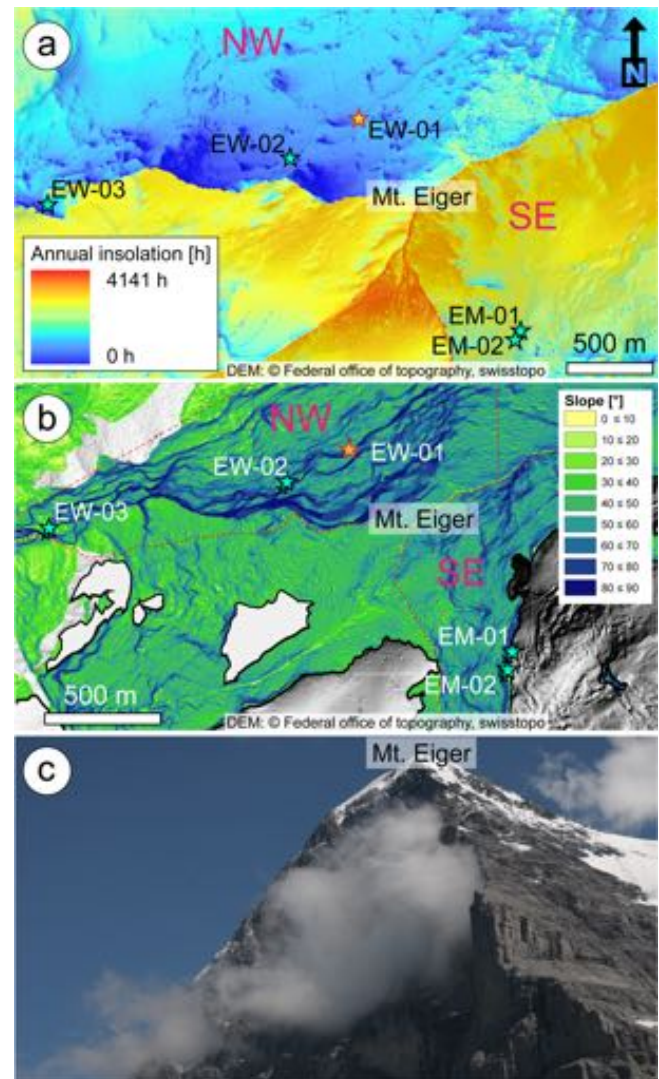 a
NW
N
EW-01
EW-02
EW-03
Mt. Eiger
SE
Annual insolation [h]
4141 h
0 h
EM-01
EM-02
500 m
DEM: © Federal office of topography, swisstopo
b
NW
Slope [°]
0 ≤ 10
10 ≤ 20
20 ≤ 30
30 ≤ 40
40 ≤ 50
50 ≤ 60
60 ≤ 70
70 ≤ 80
80 ≤ 90
EW-01
EW-02
EW-03
Mt. Eiger
SE
EM-01
EM-02
500 m
DEM: © Federal office of topography, swisstopo
c
Mt. Eiger